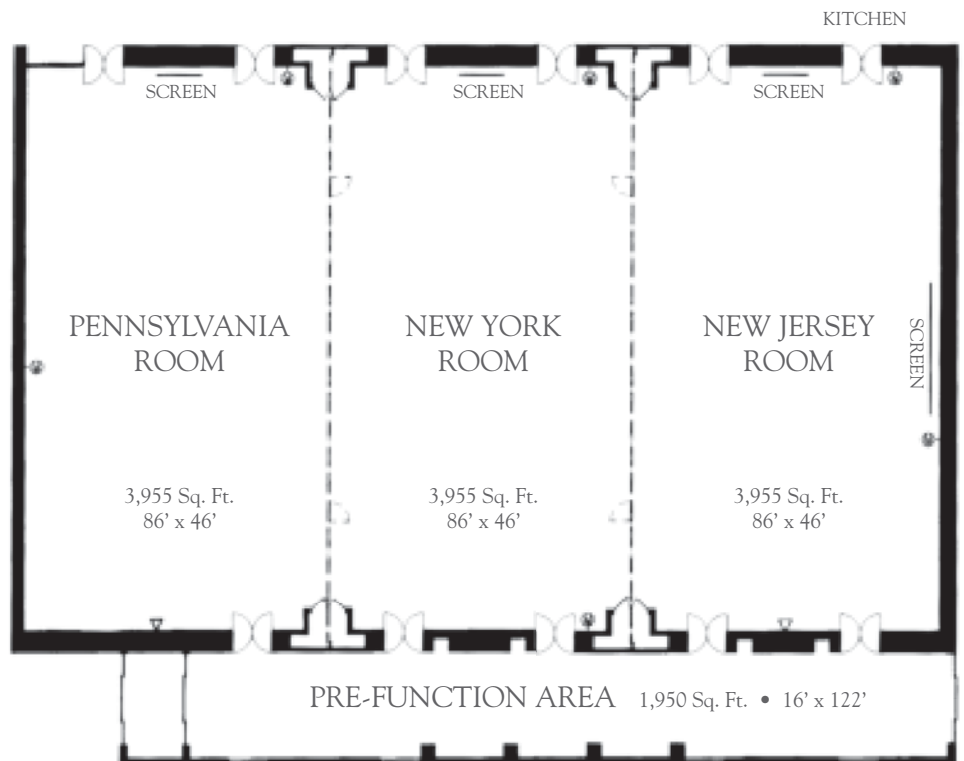 KITCHEN
SCREEN
SCREEN
SCREEN
PENNSYLVANIA
ROOM
NEW YORK
ROOM
NEW JERSEY
ROOM
SCREEN
3,955 Sq. Ft.
86’ x 46’
3,955 Sq. Ft.
86’ x 46’
3,955 Sq. Ft.
86’ x 46’
PRE-FUNCTION AREA 1,950 Sq. Ft. • 16’ x 122’